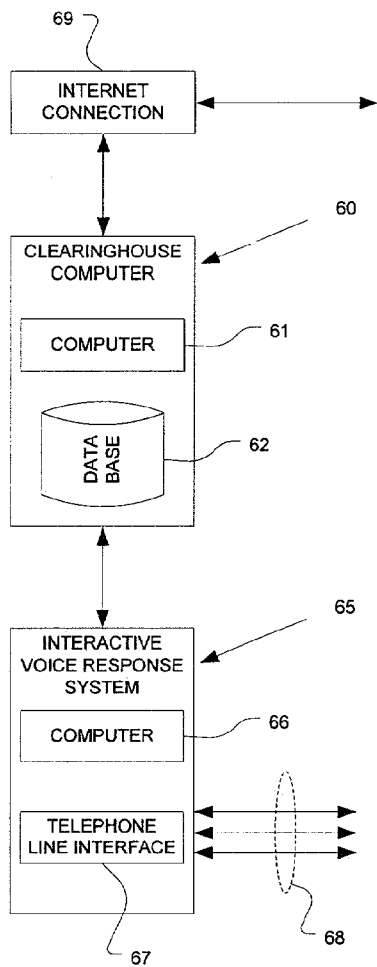 69
INTERNET
CONNECTION
60
CLEARINGHOUSE
COMPUTER
COMPUTER
61
DATA
BASE
62
65
INTERACTIVE
VOICE RESPONSE
SYSTEM
COMPUTER
66
TELEPHONE
LINE INTERFACE
67
68